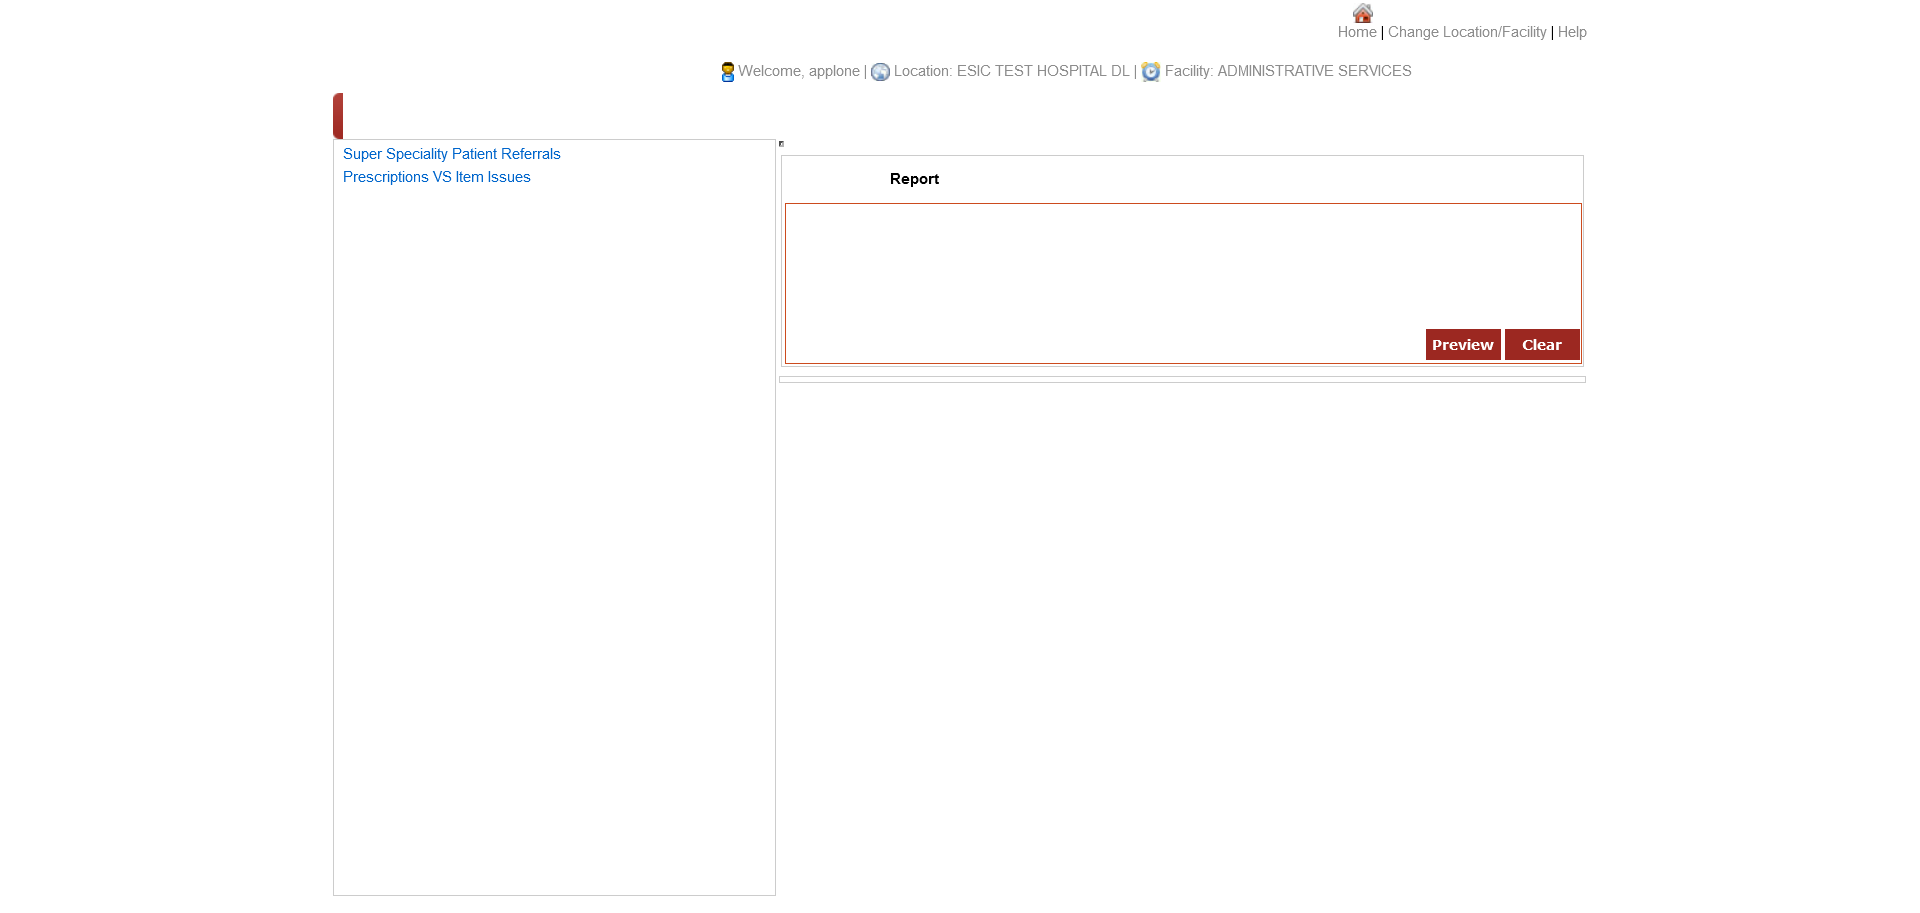 Home | Change Location/Facility | Help
Welcome, applone | Location: ESIC TEST HOSPITAL DL | Facility: ADMINISTRATIVE SERVICES
Super Speciality Patient Referrals
Prescriptions VS Item Issues
Report
Preview Clear